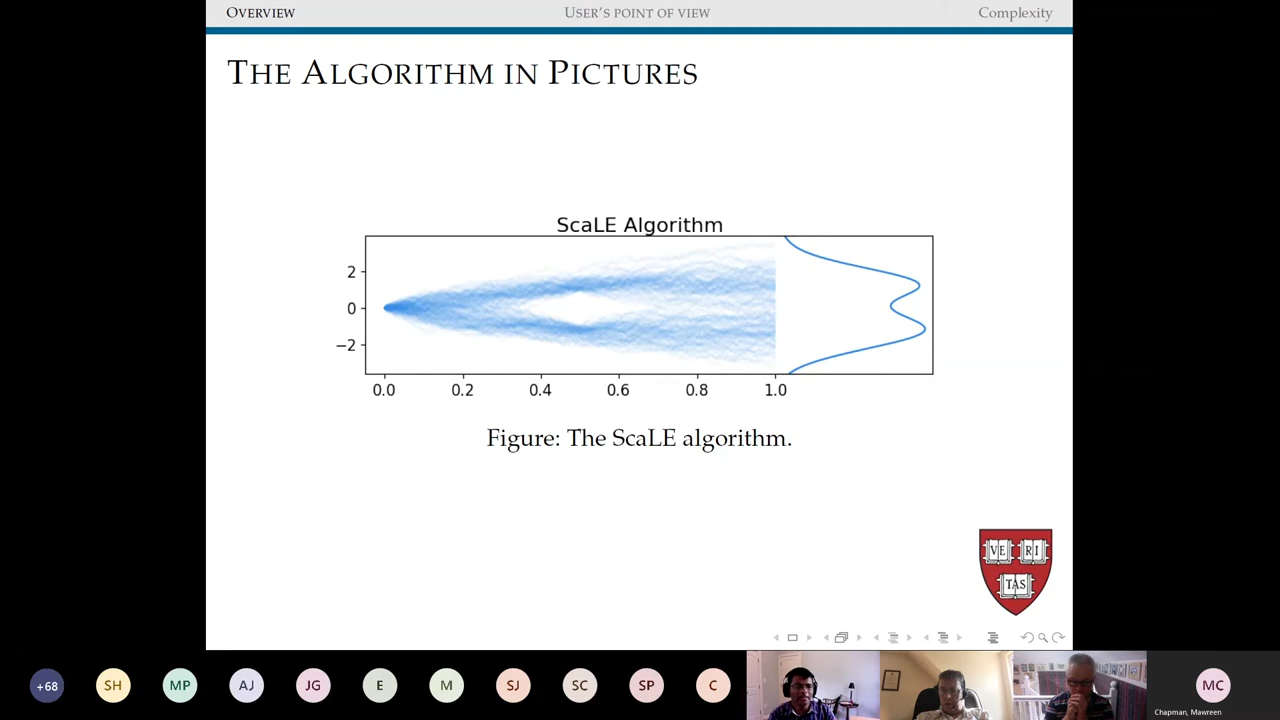 OVERVIEW USER'S POINT OF VIEW Complexity
THE ALGORITHM IN PICTURES
ScaLE Algorithm
2
0
−2
0.0 0.2 0.4 0.6 0.8 1.0
Figure: The ScaLE algorithm.
VE RI
TAS
+68 SH MP AJ JG E M SJ SC SP C MC
Chapman, Mawreen